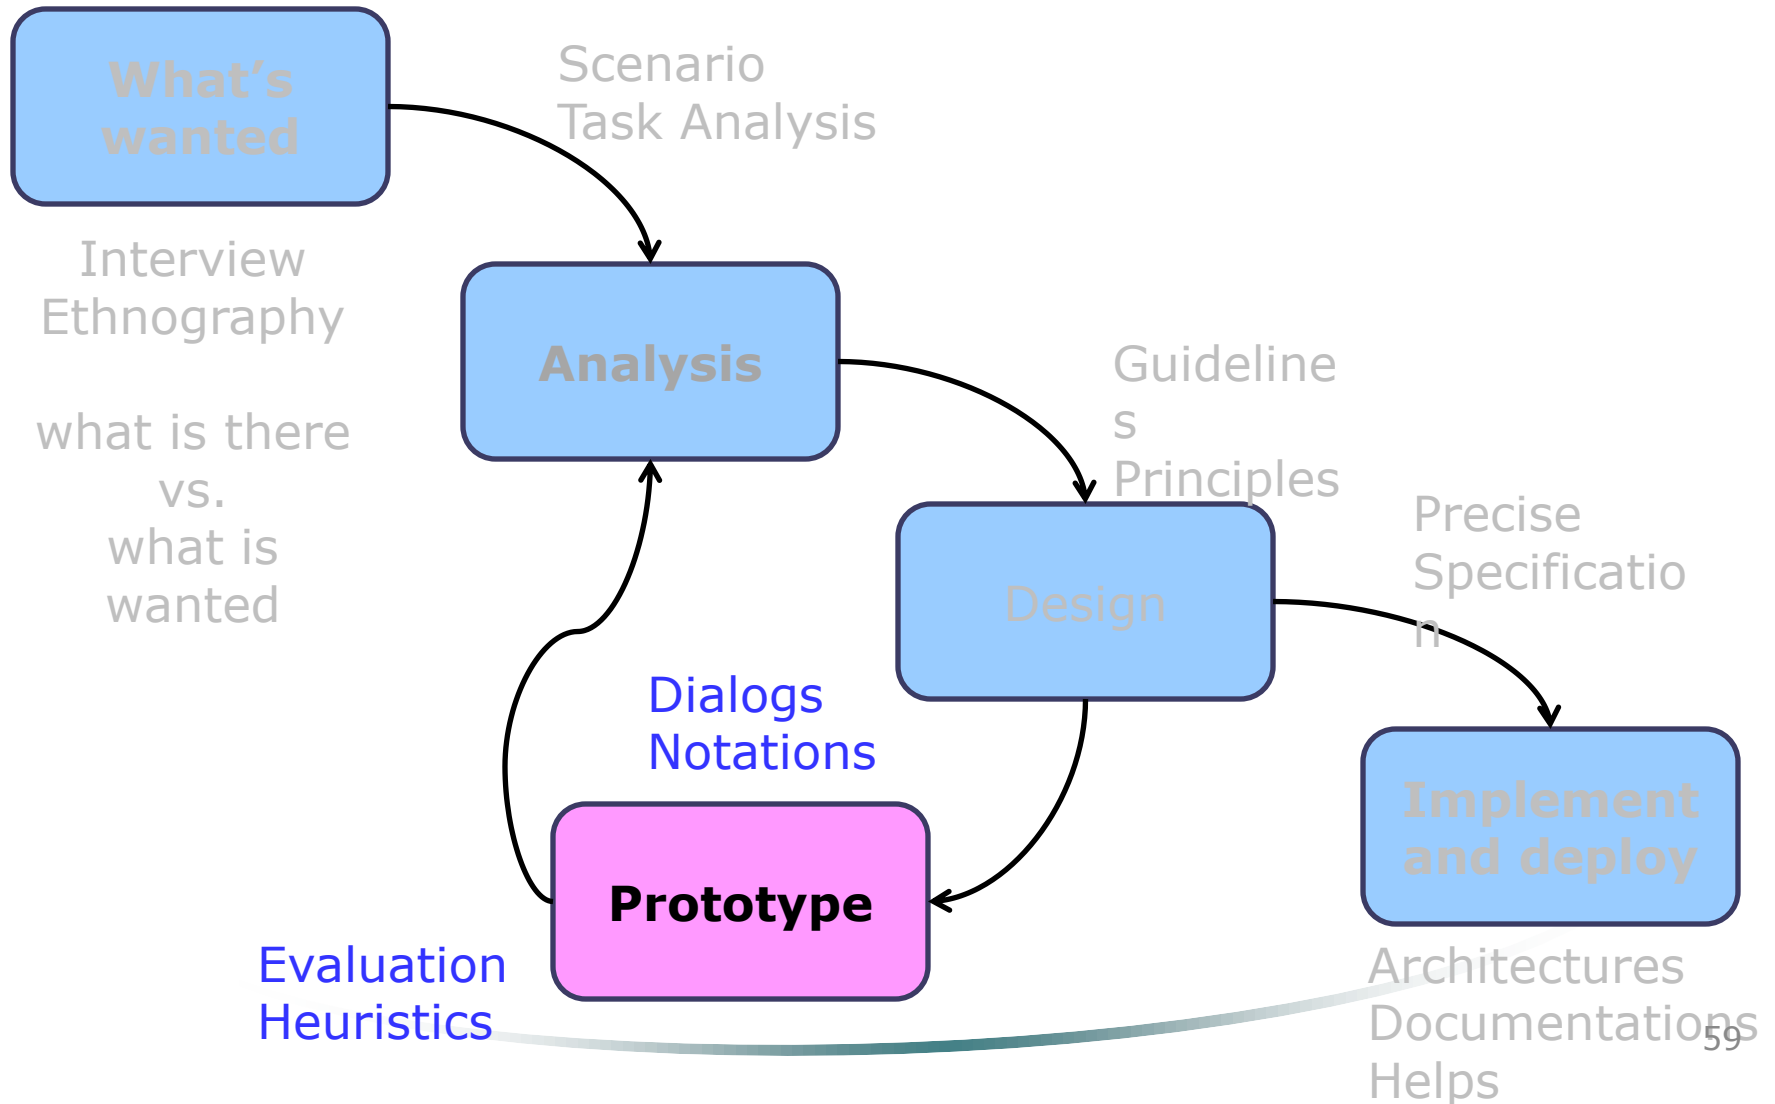 What's
wanted
Scenario
Task Analysis
Interview
Ethnography
what is there
vs.
what is
wanted
Analysis
Guideline
s
Principles
Precise
Specificatio
n
Design
Dialogs
Notations
Implement
and deploy
Prototype
Evaluation
Heuristics
Architectures
Documentations
Helps
59